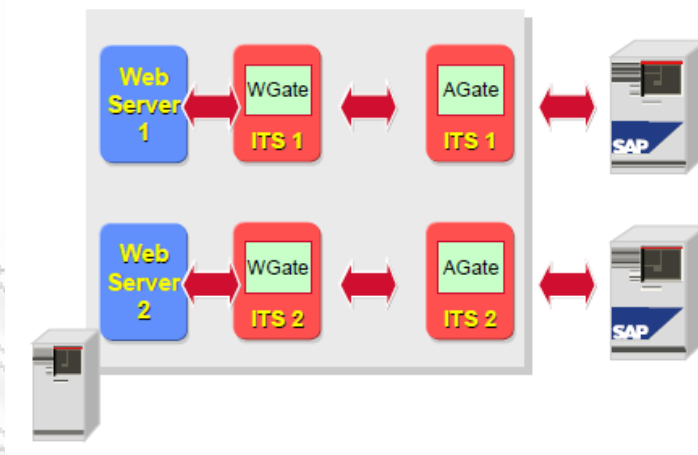 Web
Server
1
WGate
ITS 1
AGate
ITS 1
SAP
Web
Server
2
WGate
ITS 2
AGate
ITS 2
SAP